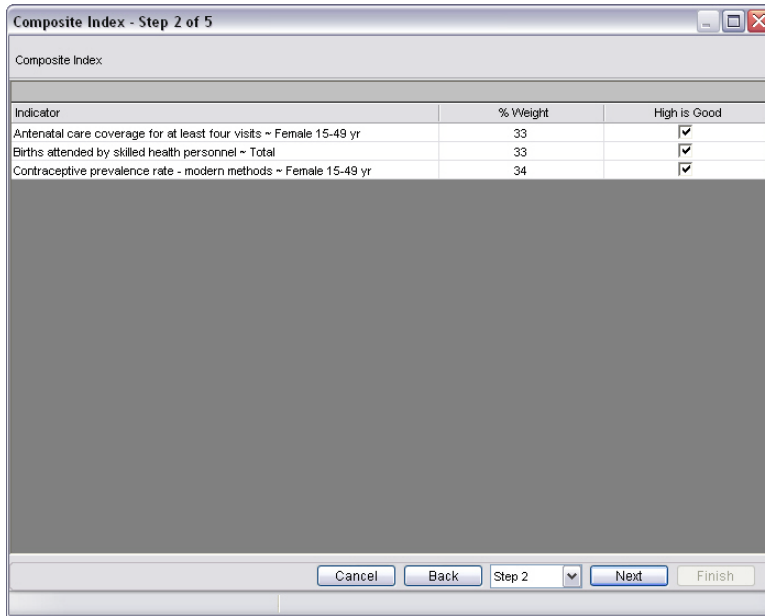 Composite Index - Step 2 of 5
Composite Index
Indicator % Weight High is Good
Antenatal care coverage for at least four visits ~ Female 15-49 yr 33
Births attended by skilled health personnel ~ Total 33
Contraceptive prevalence rate - modern methods ~ Female 15-49 yr 34
Cancel Back Step 2 Next Finish